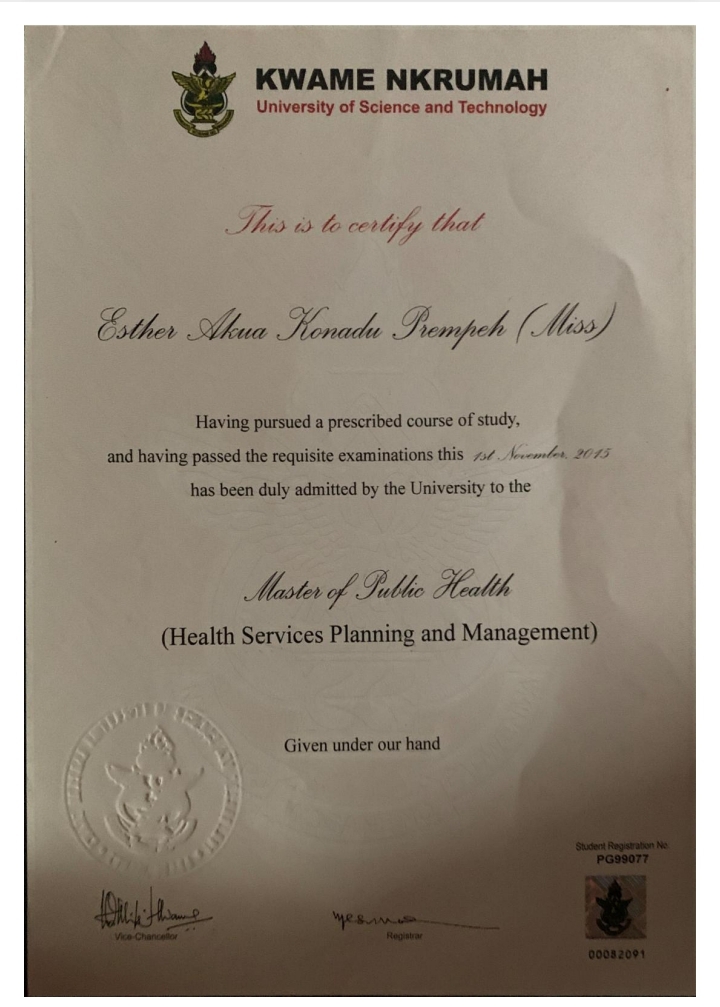 KWAME NKRUMAH
University of Science and Technology
This is to certify that
Esther Akua Konadu Prempeh (Miss)
Having pursued a prescribed course of study,
and having passed the requisite examinations this 1st November, 2015
has been duly admitted by the University to the
Master of Public Health
(Health Services Planning and Management)
Given under our hand
Student Registration No.
PG99077
Vice-Chancellor
Registrar
00082091